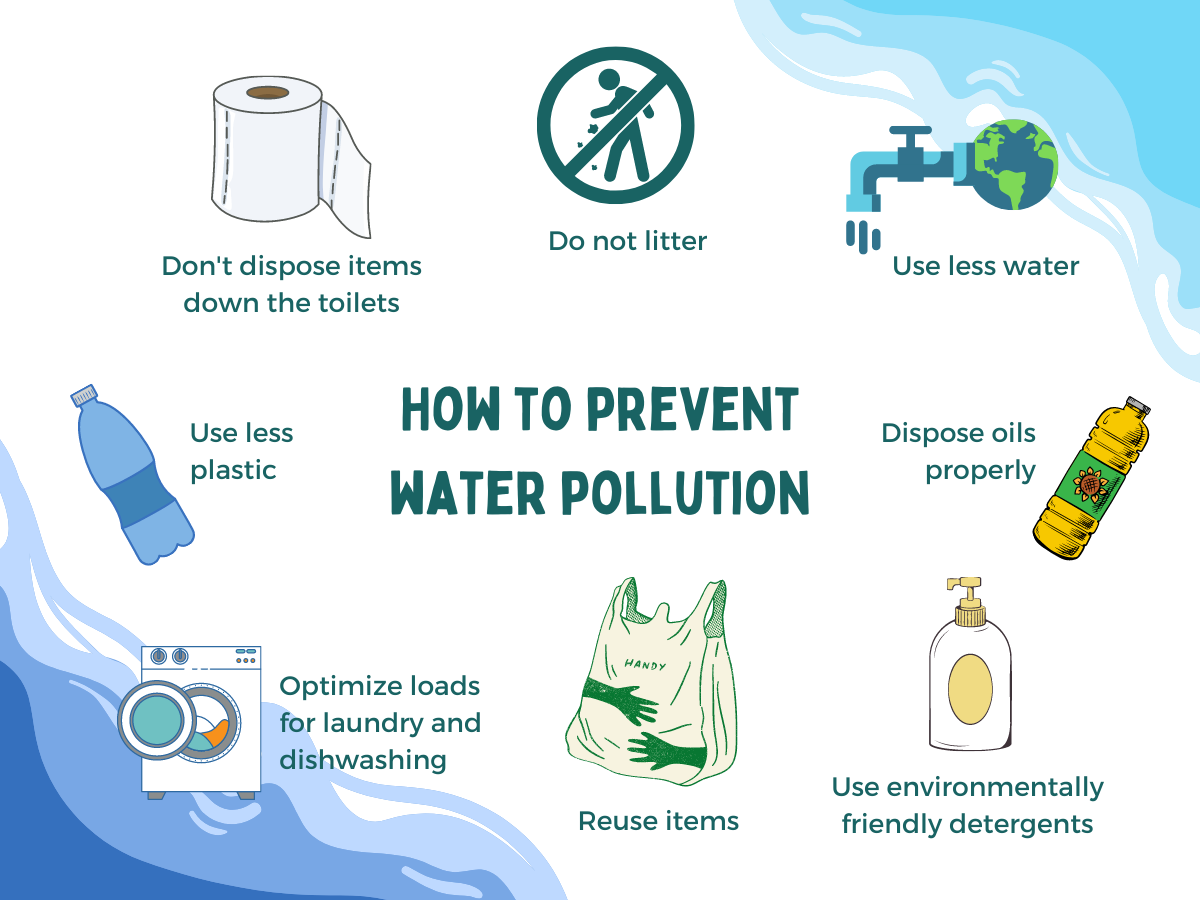 Do not litter
Don't dispose items
down the toilets
Use less water
HOW TO PREVENT
WATER POLLUTION
Use less
plastic
Dispose oils
properly
HANDY
Optimize loads
for laundry and
dishwashing
Reuse items
Use environmentally
friendly detergents